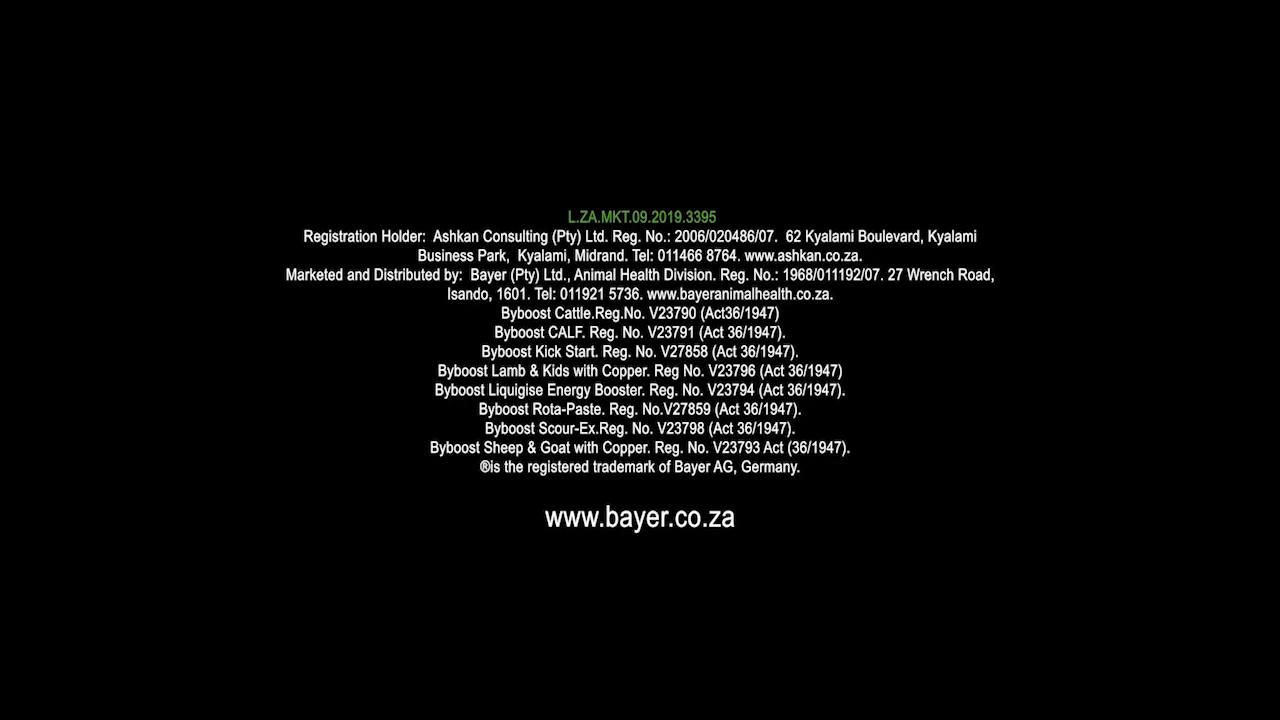 L.ZA.MKT.09.2019.3395
Registration Holder:  Ashkan Consulting (Pty) Ltd. Reg. No.: 2006/020486/07.  62 Kyalami Boulevard, Kyalami
Business Park,  Kyalami, Midrand. Tel: 011466 8764. www.ashkan.co.za.
Marketed and Distributed by:  Bayer (Pty) Ltd., Animal Health Division. Reg. No.: 1968/011192/07. 27 Wrench Road,
Isando, 1601. Tel: 011921 5736. www.bayeranimalhealth.co.za.
Byboost Cattle.Reg.No. V23790 (Act36/1947)
Byboost CALF. Reg. No. V23791 (Act 36/1947).
Byboost Kick Start. Reg. No. V27858 (Act 36/1947).
Byboost Lamb & Kids with Copper. Reg No. V23796 (Act 36/1947)
Byboost Liquigise Energy Booster. Reg. No. V23794 (Act 36/1947).
Byboost Rota-Paste. Reg. No.V27859 (Act 36/1947).
Byboost Scour-Ex.Reg. No. V23798 (Act 36/1947).
Byboost Sheep & Goat with Copper. Reg. No. V23793 Act (36/1947).
®is the registered trademark of Bayer AG, Germany.
www.bayer.co.za